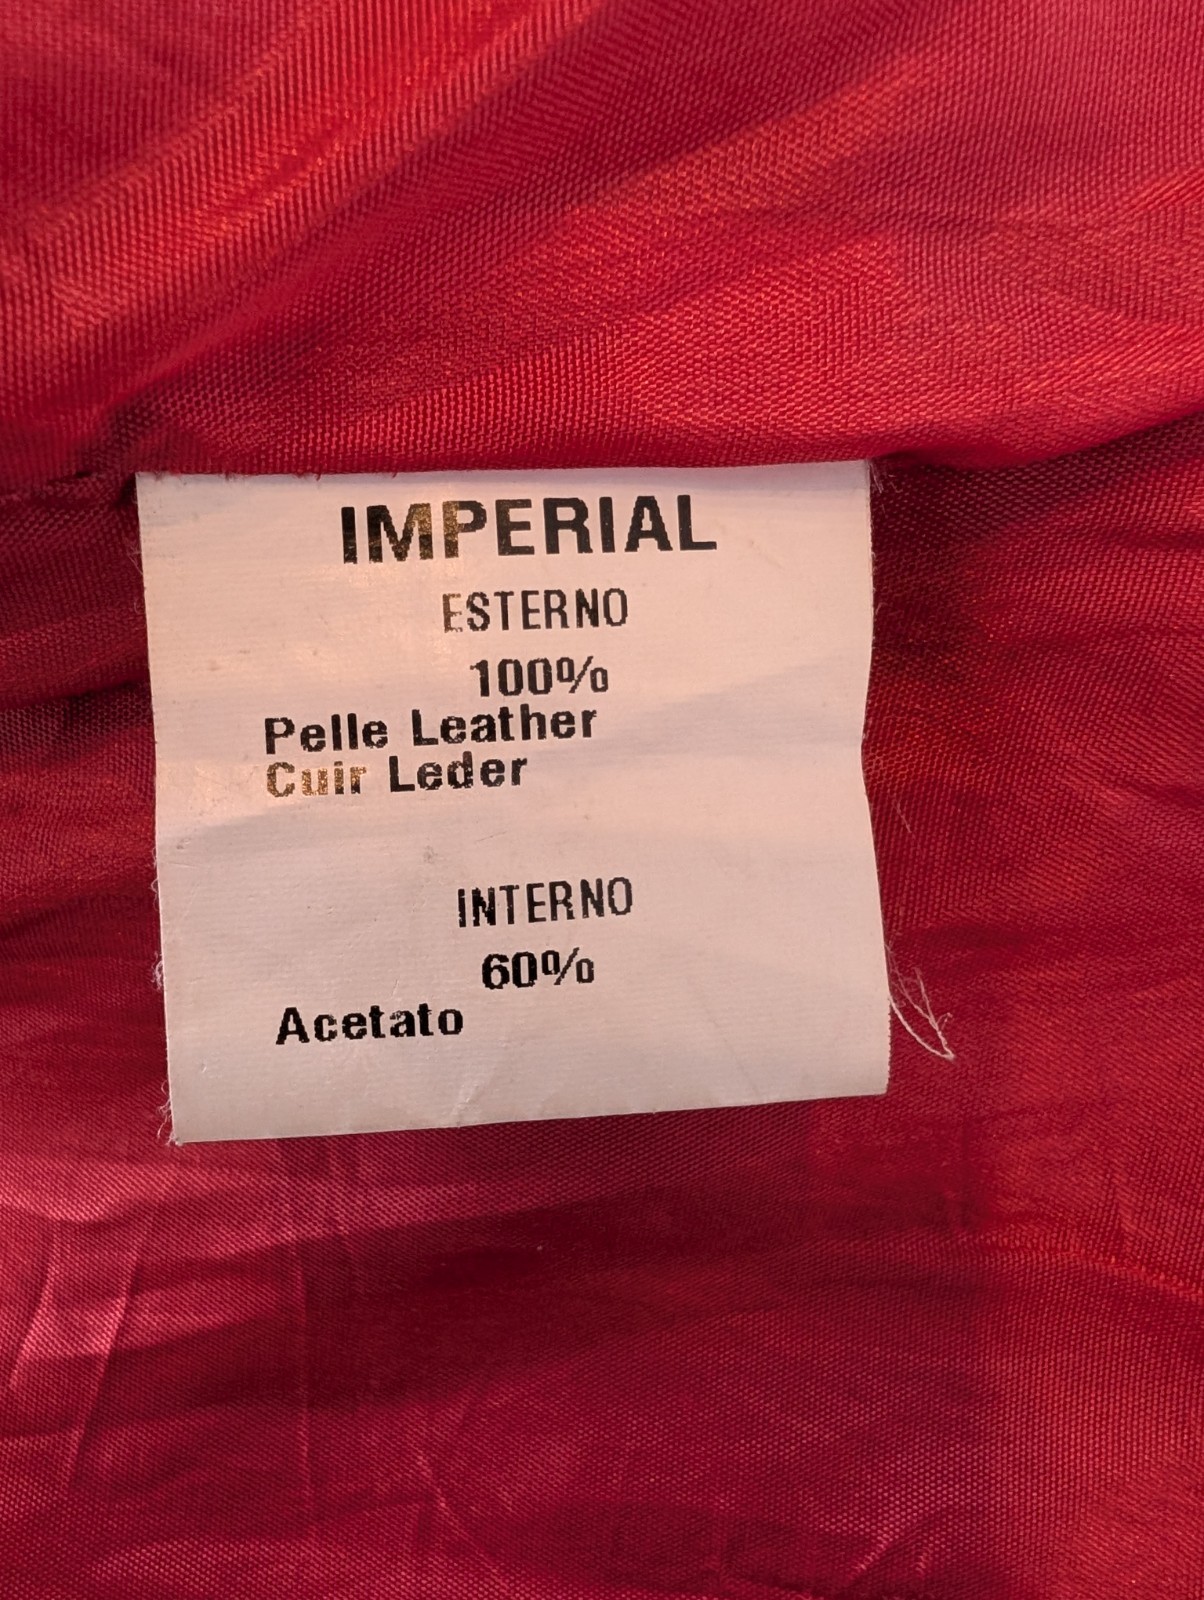 IMPERIAL
ESTERNO
100%
Pelle Leather
Cuir Leder
INTERNO
60%
Acetato